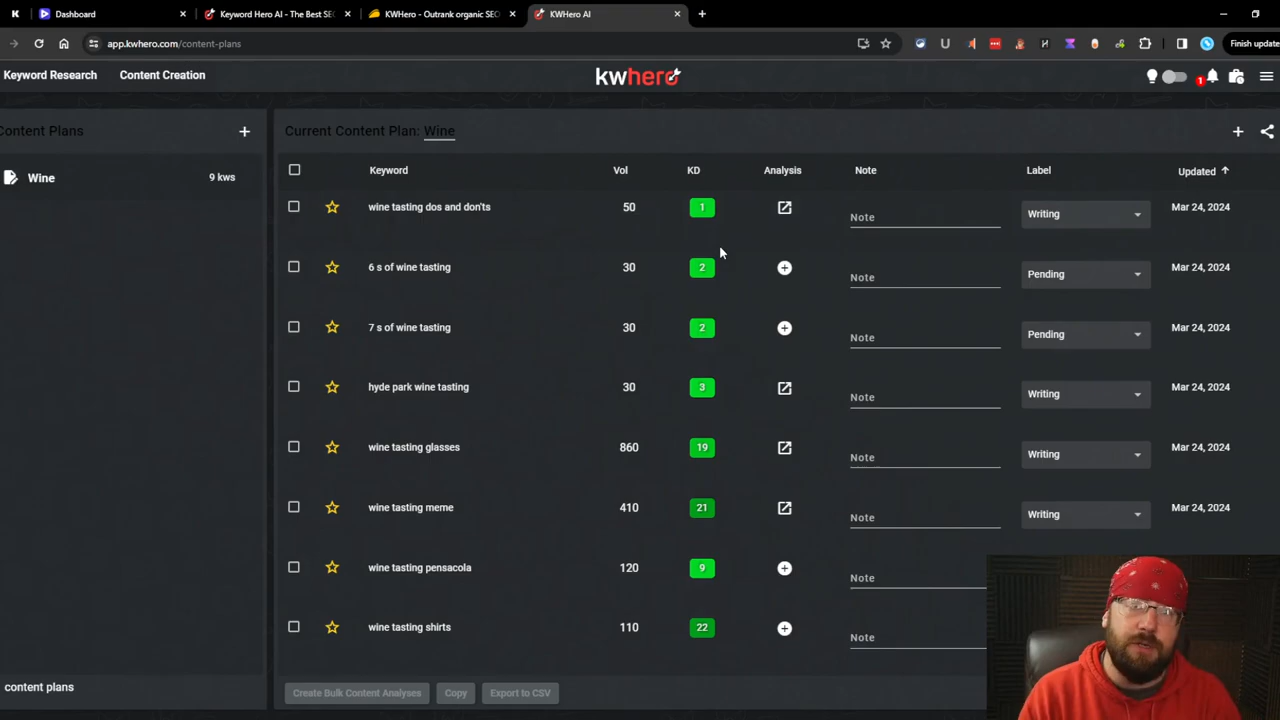 Dashboard
Keyword Hero AI - The Best SE
KWHero - Outrank organic SEO
KWHero AI
app.kwhero.com/content-plans
Finish update
Keyword Research
Content Creation
kwhero
1
Content Plans
Wine 9 kws
content plans
Current Content Plan: Wine
Keyword Vol KD Analysis Note Label Updated
wine tasting dos and don'ts 50 1 Note Writing Mar 24, 2024
6 s of wine tasting 30 2 Note Pending Mar 24, 2024
7 s of wine tasting 30 2 Note Pending Mar 24, 2024
hyde park wine tasting 30 3 Note Writing Mar 24, 2024
wine tasting glasses 860 19 Note Writing Mar 24, 2024
wine tasting meme 410 21 Note Writing Mar 24, 2024
wine tasting pensacola 120 9 Note
wine tasting shirts 110 22 Note
Create Bulk Content Analyses Copy Export to CSV